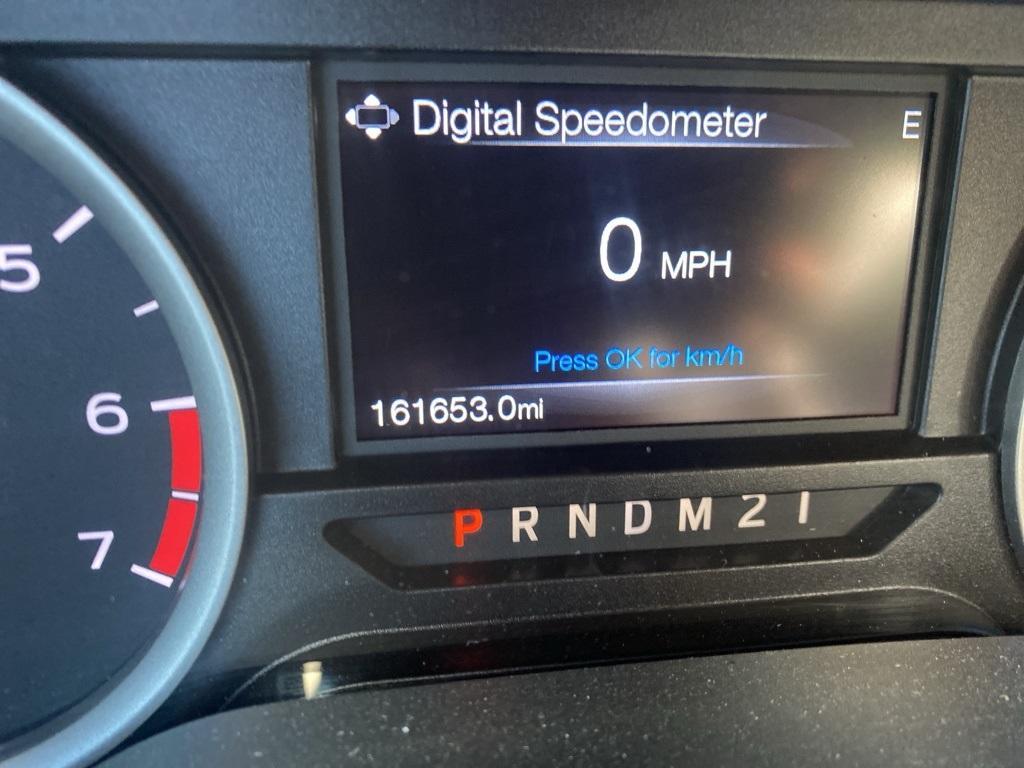 Digital Speedometer E
0 MPH
Press OK for km/h
161653.0mi
5
6
7
P R N D M 2 1